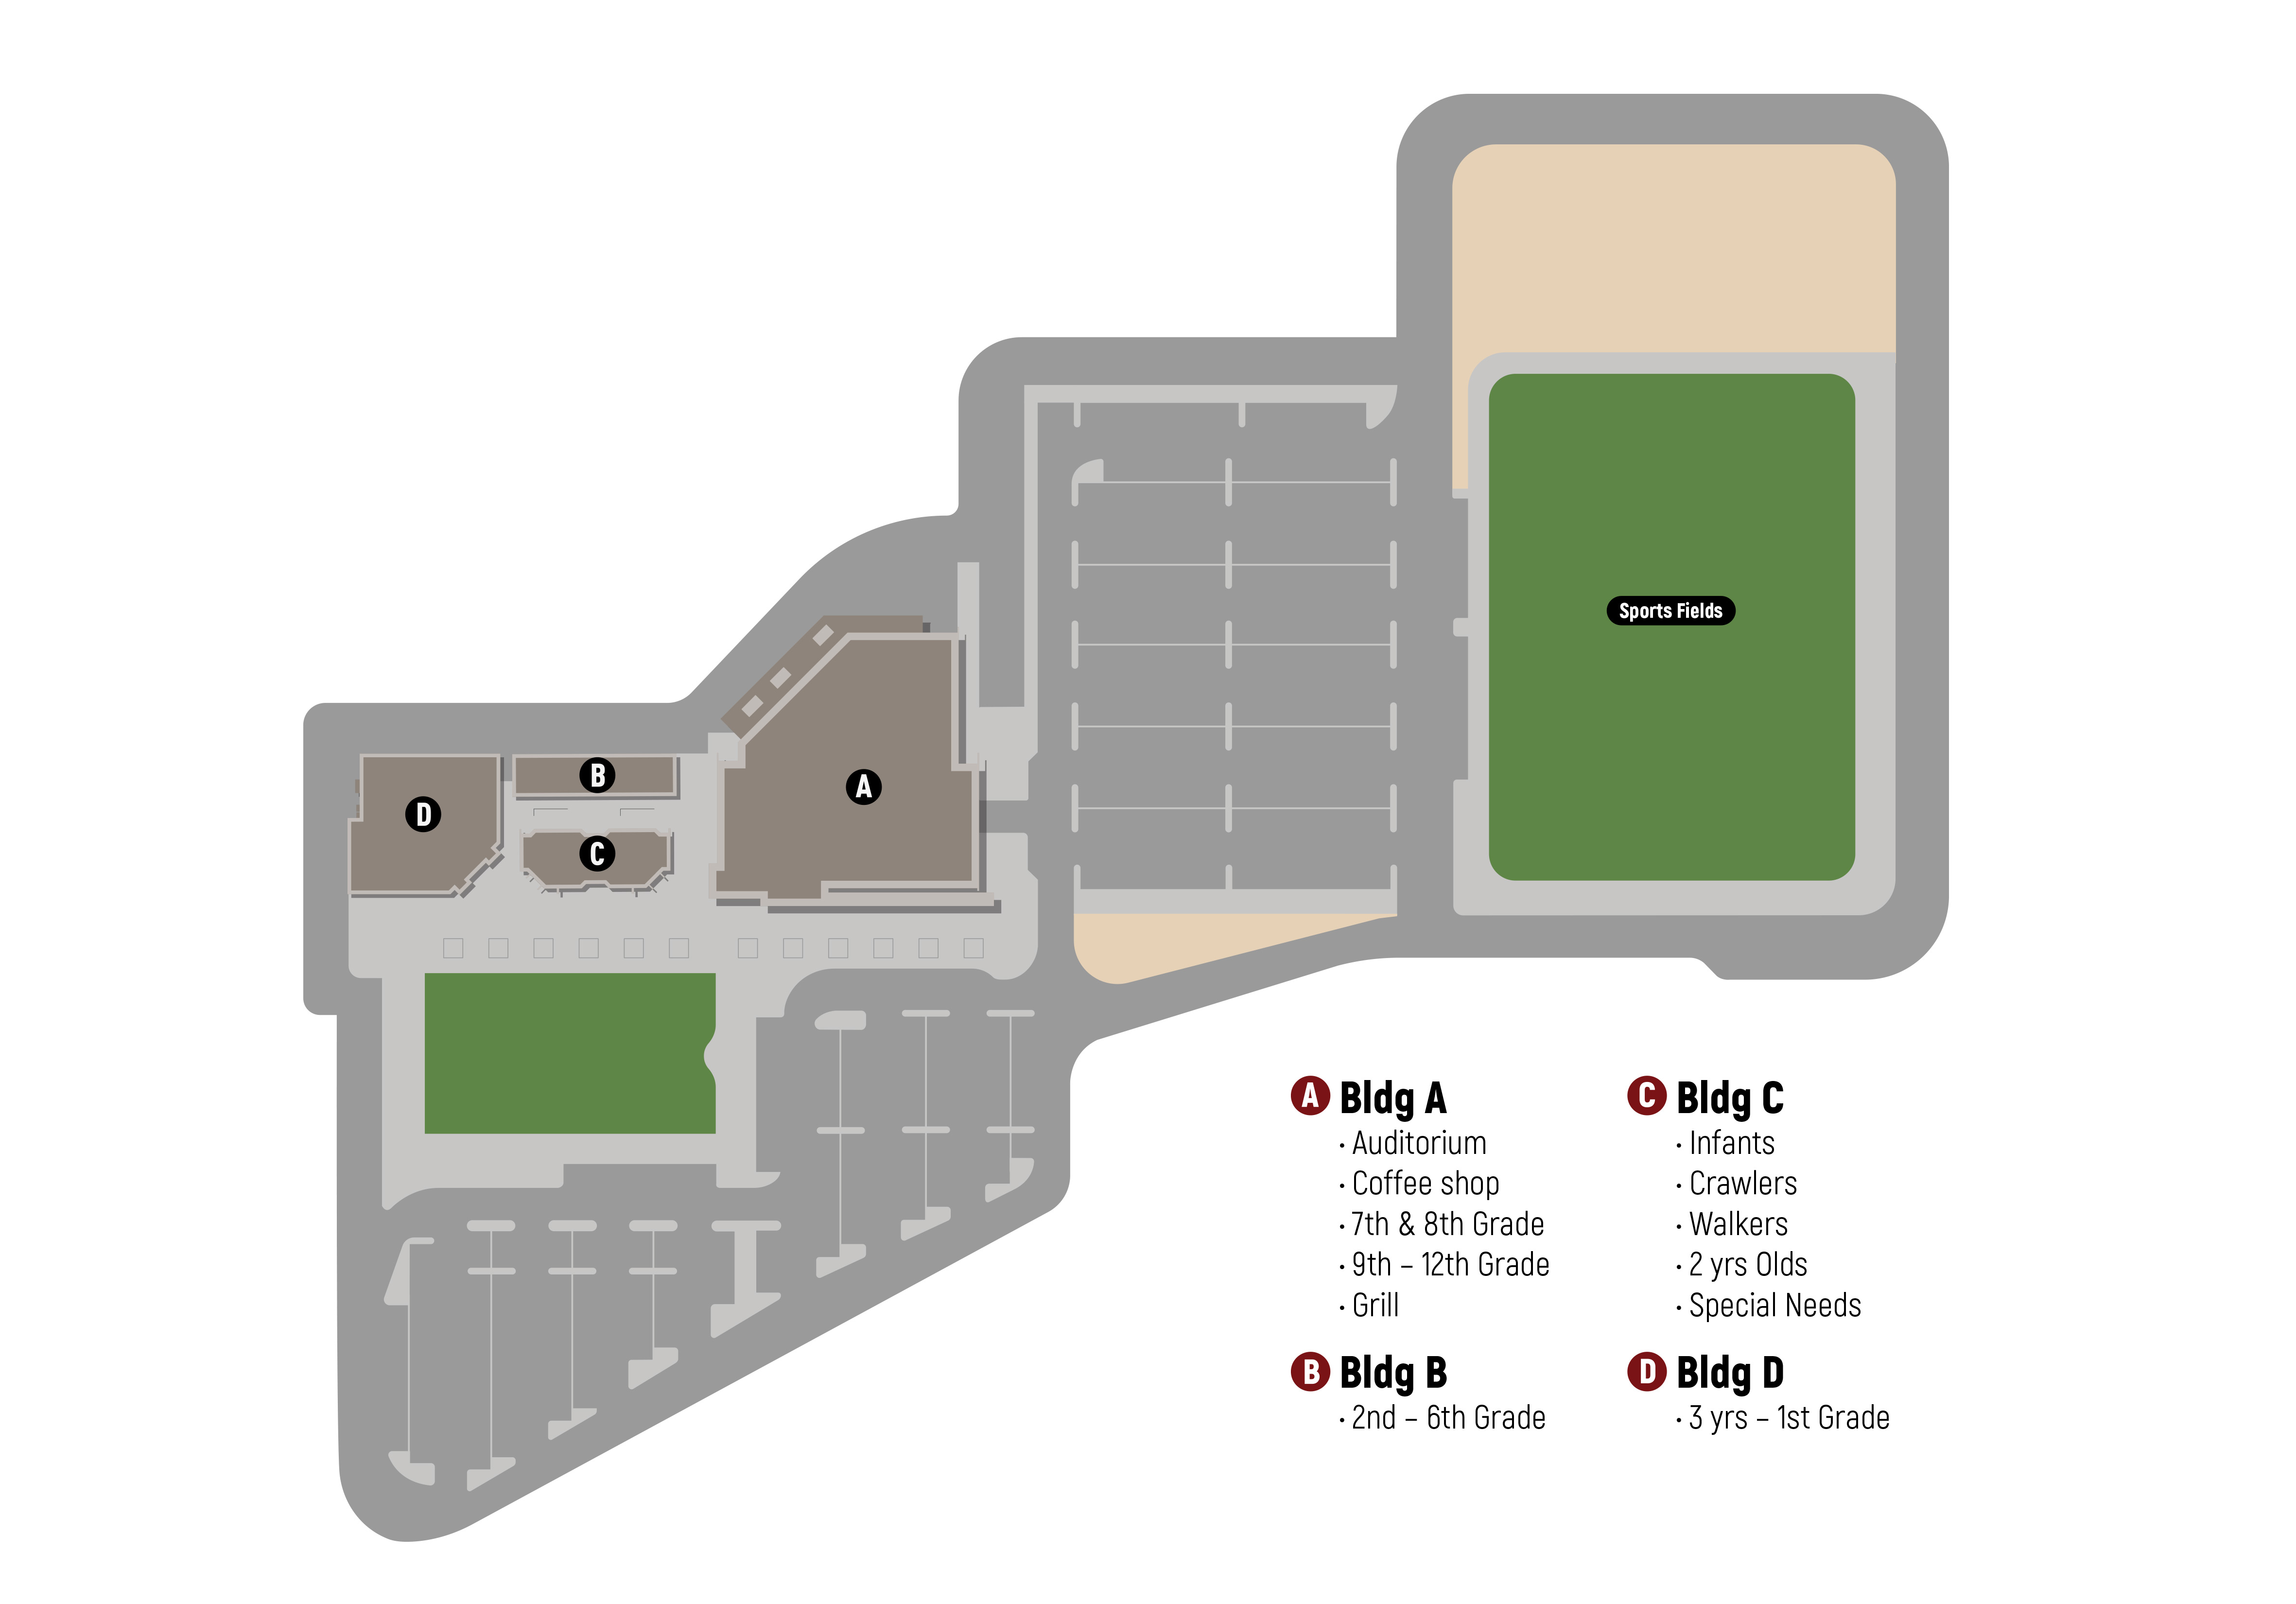 Sports Fields
B
A
D
C
A Bldg A
· Auditorium
· Coffee shop
· 7th & 8th Grade
· 9th – 12th Grade
· Grill
B Bldg B
· 2nd – 6th Grade
C Bldg C
· Infants
· Crawlers
· Walkers
· 2 yrs Olds
· Special Needs
D Bldg D
· 3 yrs – 1st Grade